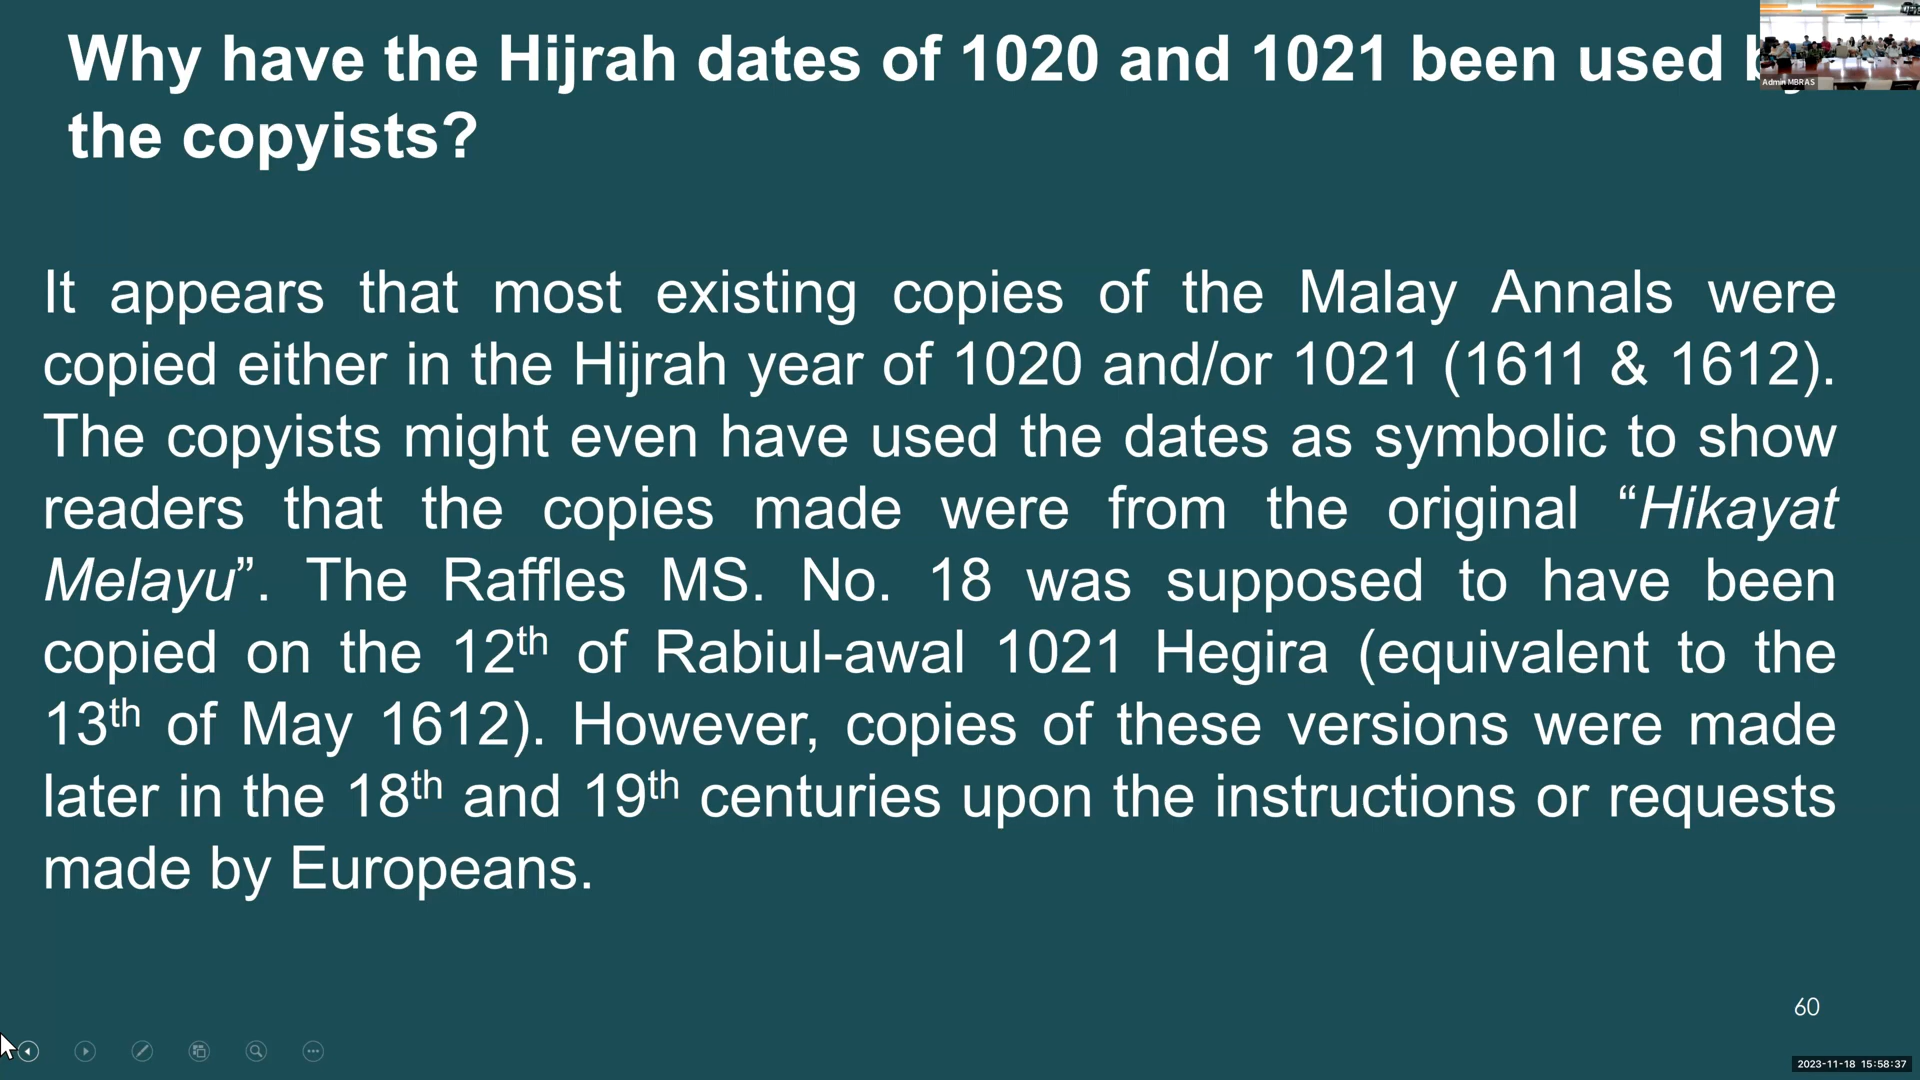 Why have the Hijrah dates of 1020 and 1021 been used
the copyists?
Admin MBRAS
It appears that most existing copies of the Malay Annals were
copied either in the Hijrah year of 1020 and/or 1021 (1611 & 1612).
The copyists might even have used the dates as symbolic to show
readers that the copies made were from the original “Hikayat
Melayu”. The Raffles MS. No. 18 was supposed to have been
copied on the 12th of Rabiul-awal 1021 Hegira (equivalent to the
13th of May 1612). However, copies of these versions were made
later in the 18th and 19th centuries upon the instructions or requests
made by Europeans.
60
2023-11-18 15:58:37